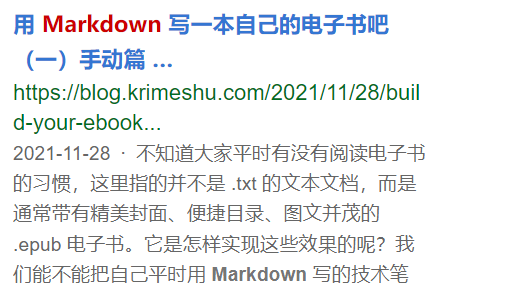 用 Markdown 写一本自己的电子书吧
（一）手动篇 ...
https://blog.krimeshu.com/2021/11/28/buil
d-your-ebook...
2021-11-28 · 不知道大家平时有没有阅读电子书
的习惯，这里指的并不是 .txt 的文本文档，而是
通常带有精美封面、便捷目录、图文并茂的
.epub 电子书。它是怎样实现这些效果的呢？我
们能不能把自己平时用 Markdown 写的技术笔